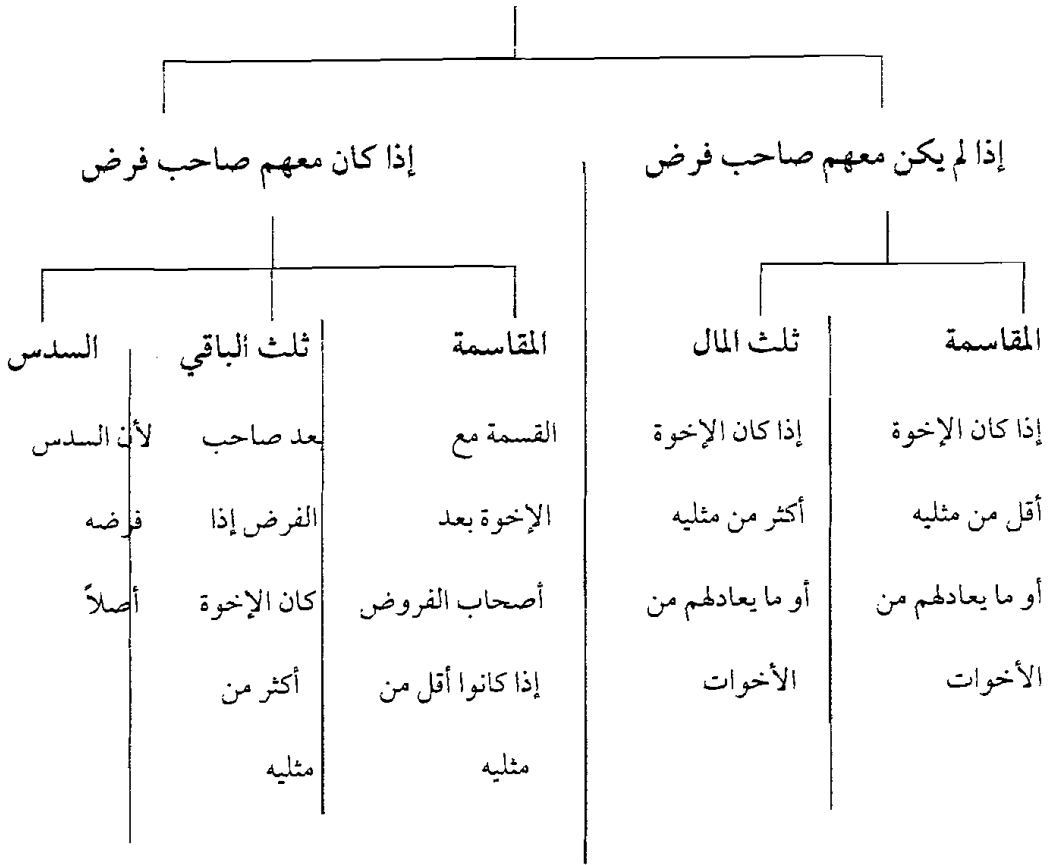 إذا لم يكن معهم صاحب فرض
المقاسمة
إذا كان الإخوة
أقل من مثليه
أو ما يعادلهم من
الأخوات
ثلث المال
إذا كان الإخوة
أكثر من مثليه
أو ما يعادلهم من
الأخوات
إذا كان معهم صاحب فرض
المقاسمة
القسمة مع
الإخوة بعد
أصحاب الفروض
إذا كانوا أقل من
مثليه
ثلث الباقي
بعد صاحب
الفرض إذا
كان الإخوة
أكثر من
مثليه
السدس
لأن السدس
فرضه
أصلاً